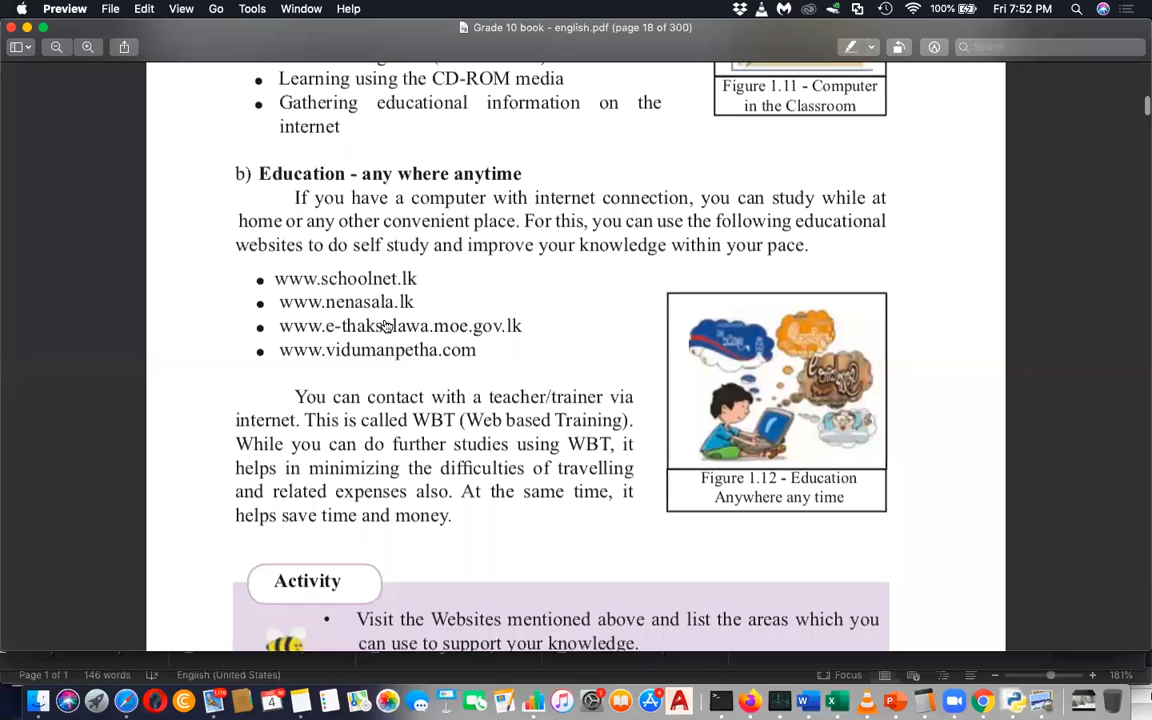 Preview File Edit View Go Tools Window Help
100% Fri 7:52 PM
Grade 10 book - english.pdf (page 18 of 300)
Search
• Learning using the CD-ROM media
• Gathering educational information on the
internet
Figure 1.11 - Computer
in the Classroom
b) Education - any where anytime
If you have a computer with internet connection, you can study while at
home or any other convenient place. For this, you can use the following educational
websites to do self study and improve your knowledge within your pace.
• www.schoolnet.lk
• www.nenasala.lk
• www.e-thaksalawa.moe.gov.lk
• www.vidumanpetha.com
You can contact with a teacher/trainer via
internet. This is called WBT (Web based Training).
While you can do further studies using WBT, it
helps in minimizing the difficulties of travelling
and related expenses also. At the same time, it
helps save time and money.
Figure 1.12 - Education
Anywhere any time
Activity
• Visit the Websites mentioned above and list the areas which you
can use to support your knowledge.
Page 1 of 1 146 words English (United States) Focus 181%